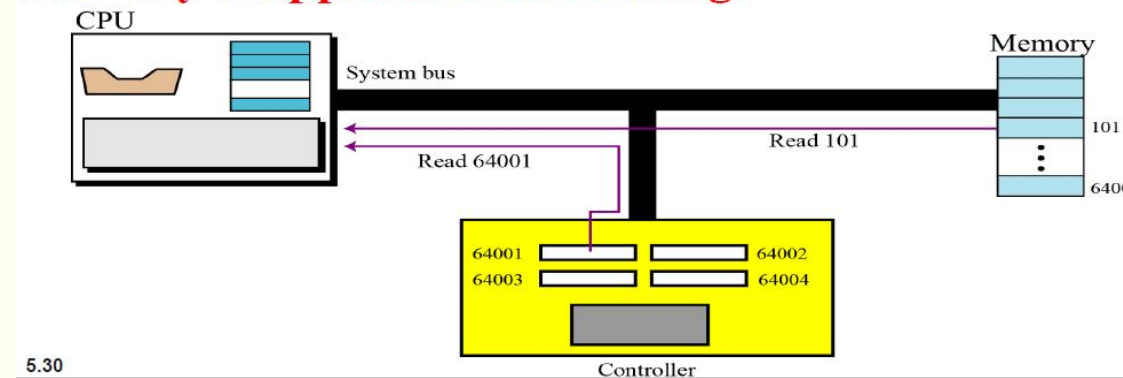 CPU
Memory
System bus
101
Read 101
Read 64001
64001
64002
64003
64004
5.30
Controller